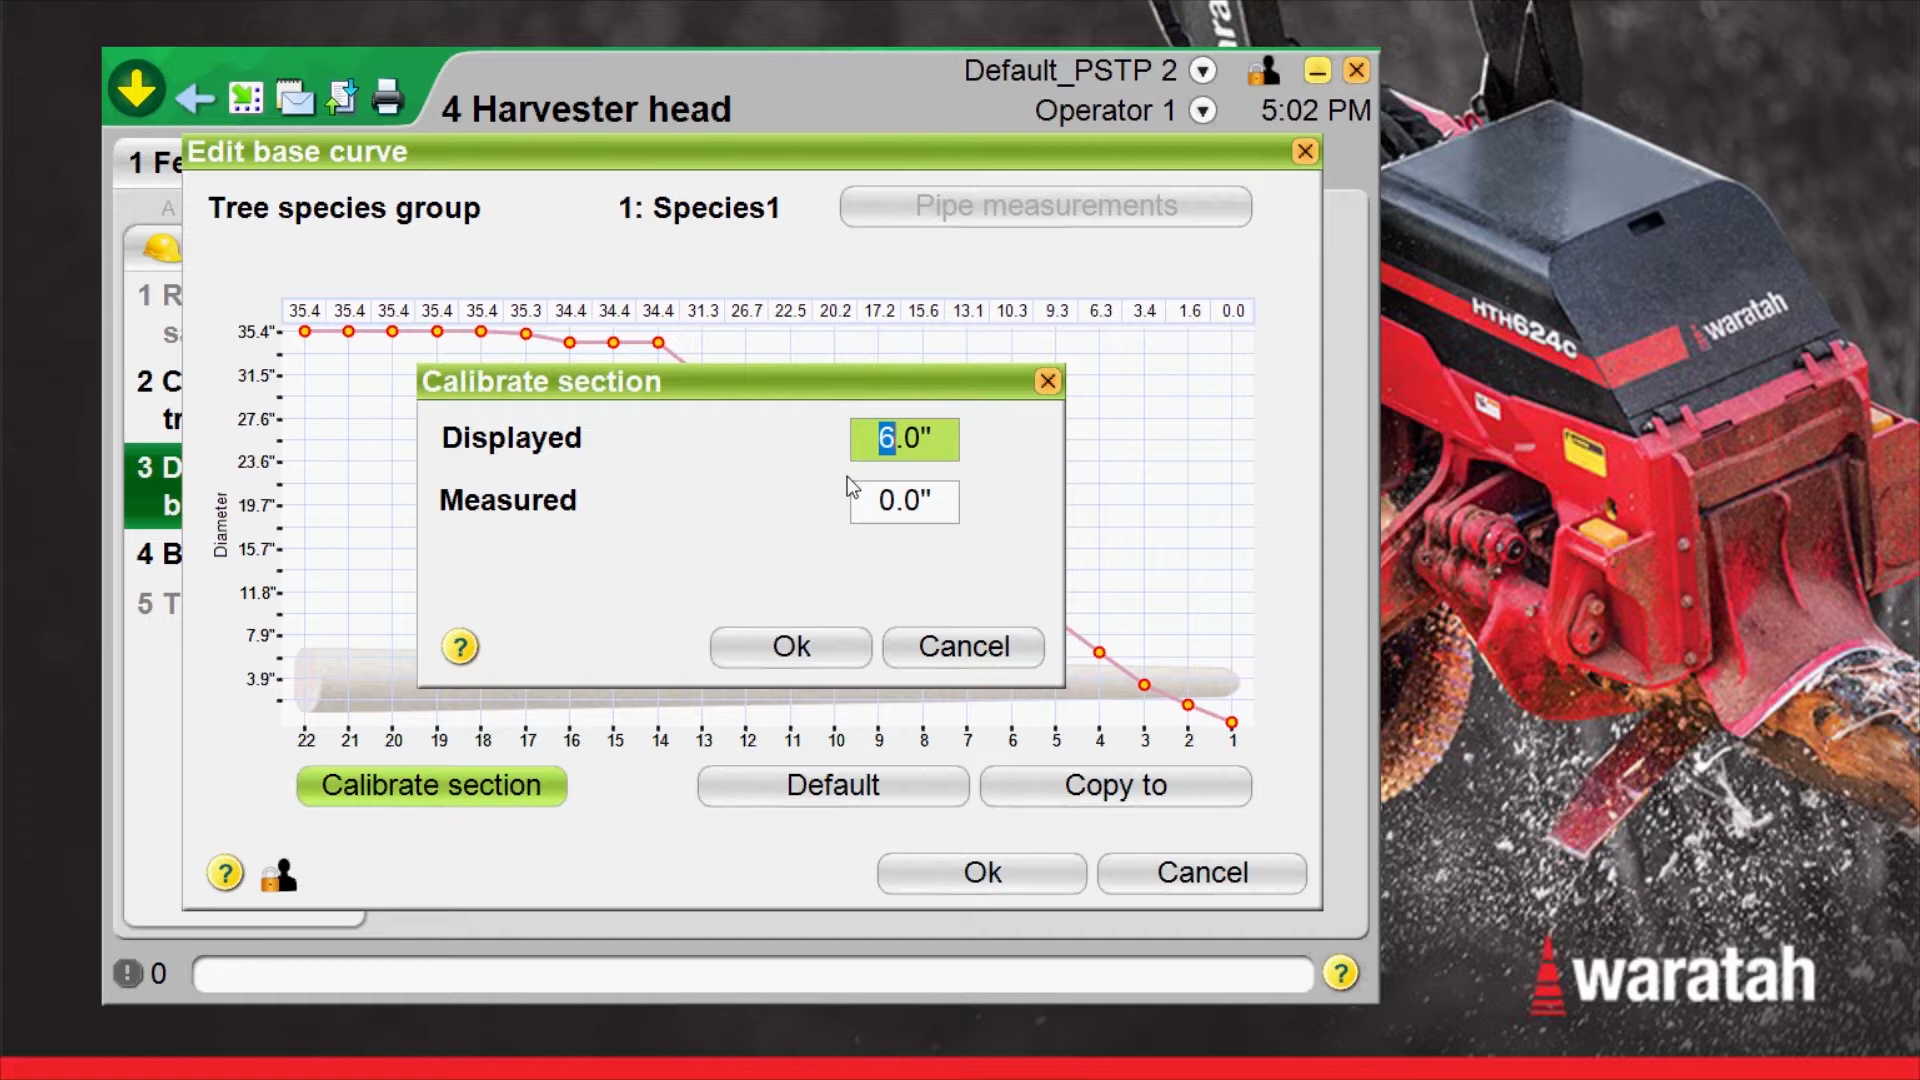 Default_PSTP 2
4 Harvester head
Operator 1
5:02 PM
1 Fe
Edit base curve
Tree species group
1: Species1
Pipe measurements
A
1 R
sa
2 C
tr
3 D
b
4 B
5 T
35.4 35.4 35.4 35.4 35.4 35.3 34.4 34.4 34.4 31.3 26.7 22.5 20.2 17.2 15.6 13.1 10.3 9.3 6.3 3.4 1.6 0.0
35.4"
31.5"
27.6"
23.6"
19.7"
15.7"
11.8"
7.9"
3.9"
Diameter
Calibrate section
Displayed
6.0"
Measured
0.0"
?
Ok
Cancel
22 21 20 19 18 17 16 15 14 13 12 11 10 9 8 7 6 5 4 3 2 1
Calibrate section
Default
Copy to
?
Ok
Cancel
! 0
?
HTH624C
waratah
waratah